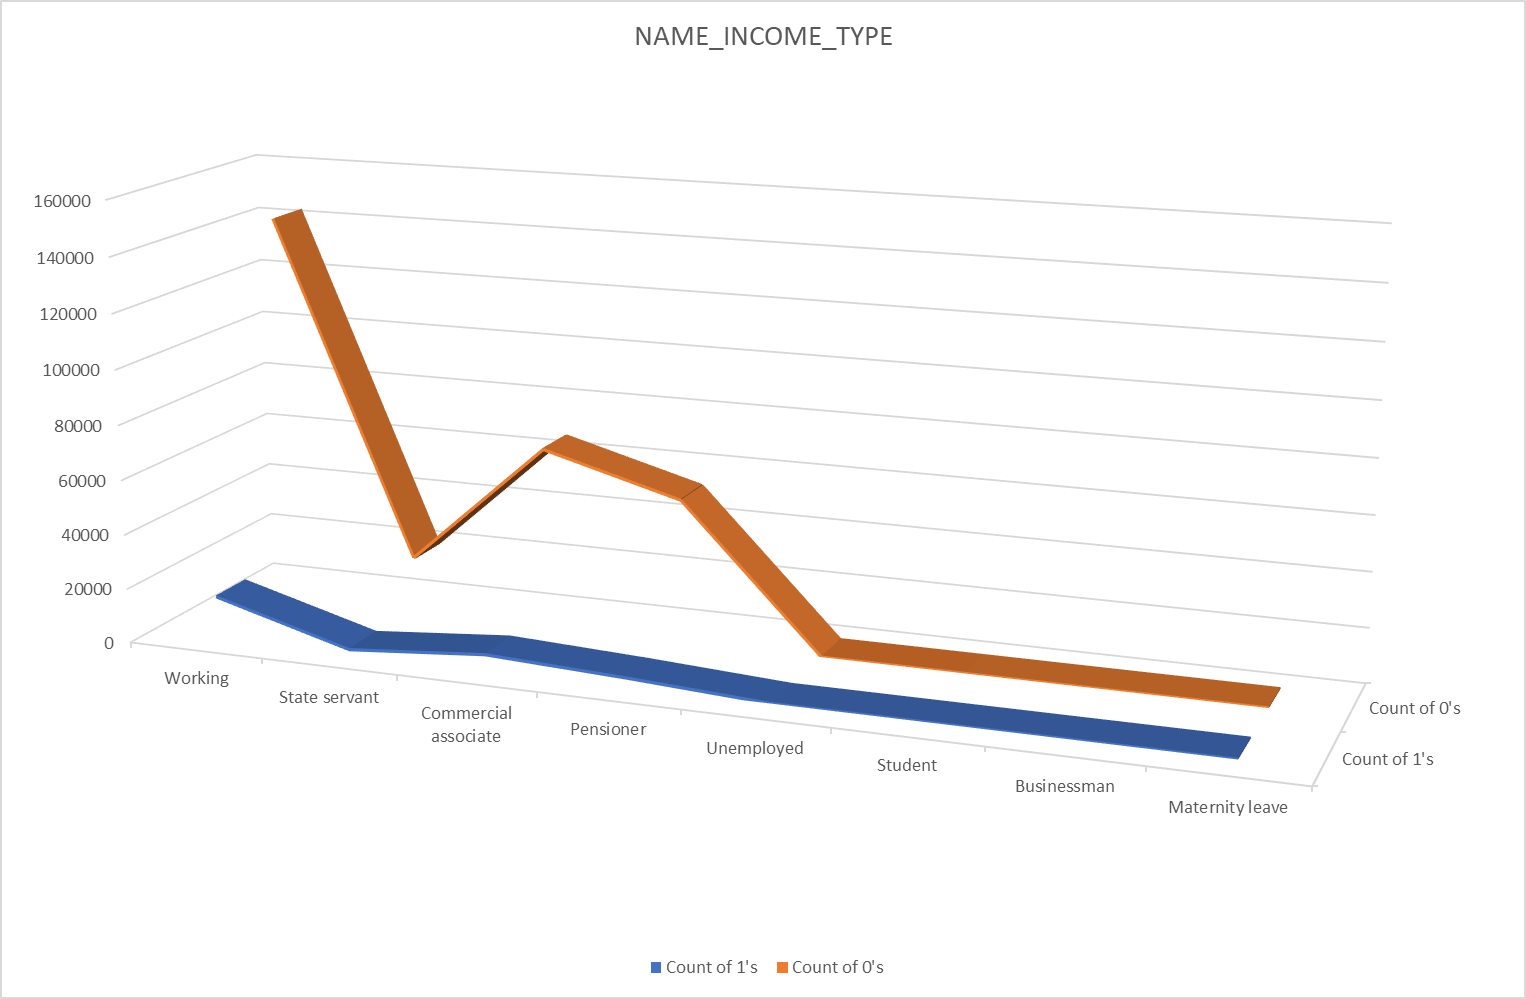 NAME_INCOME_TYPE
160000
140000
120000
100000
80000
60000
40000
20000
0
Working
State servant
Commercial
associate
Pensioner
Unemployed
Student
Businessman
Maternity leave
Count of 0's
Count of 1's
Count of 1's
Count of 0's